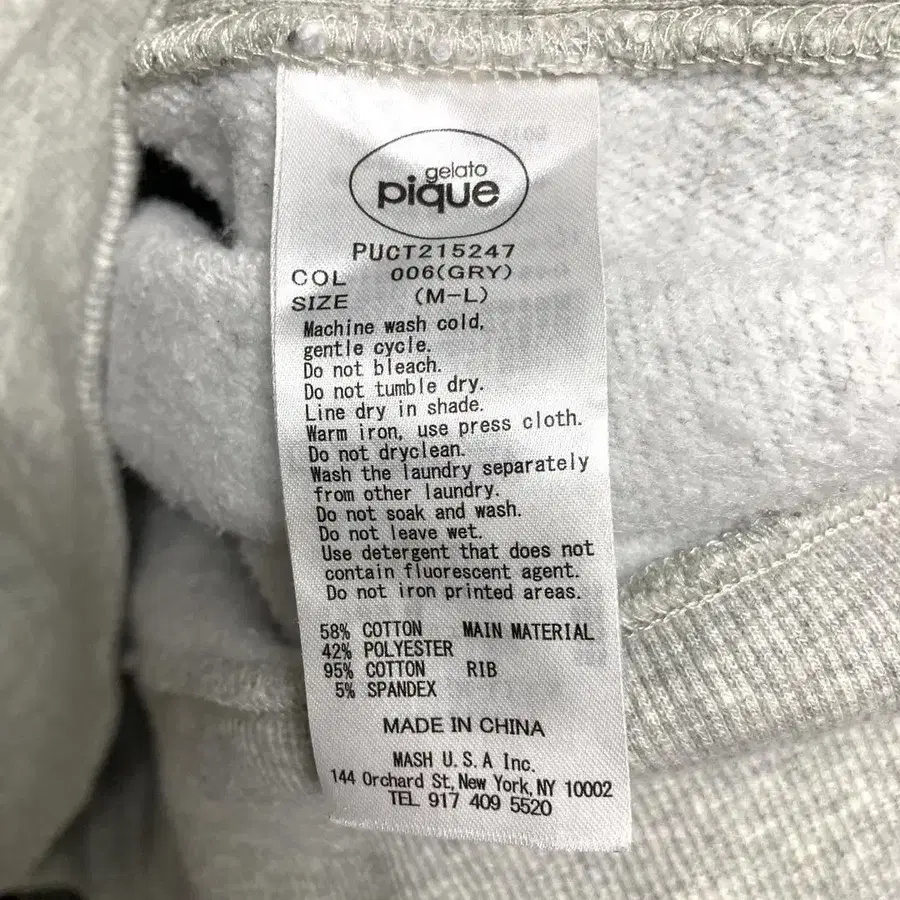 gelato
pique
PUCT215247
COL 006(GRY)
SIZE (M-L)
Machine wash cold,
gentle cycle.
Do not bleach.
Do not tumble dry.
Line dry in shade.
Warm iron, use press cloth.
Do not dryclean.
Wash the laundry separately
from other laundry.
Do not soak and wash.
Do not leave wet.
Use detergent that does not
contain fluorescent agent.
Do not iron printed areas.
58% COTTON MAIN MATERIAL
42% POLYESTER
95% COTTON RIB
5% SPANDEX
MADE IN CHINA
MASH U.S.A Inc.
144 Orchard St, New York, NY 10002
TEL 917 409 5520